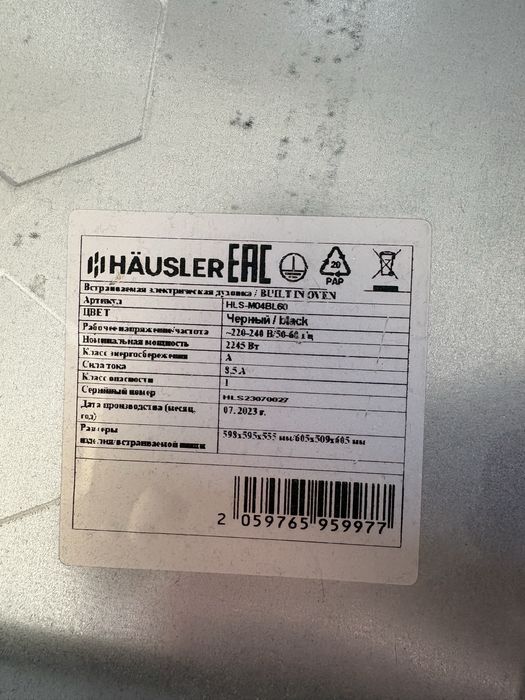 HÄUSLER EAC 20 PAP
Встраиваемая электрическая духовка / BUILT IN OVEN
Артикул HLS-M04BL60
ЦВЕТ Черный / black
Рабочее напряжение/частота ~220-240 В/50-60 гц
Номинальная мощность 2245 Вт
Класс энергосбережения А
Сила тока 8.5 А
Класс опасности I
Серийный номер HLS23070027
Дата производства (месяц, 07. 2023 г.
год)
Размеры 598x595x555 мм/605x509x605 мм
изделия/встраиваемой ниши
2 059765 959977